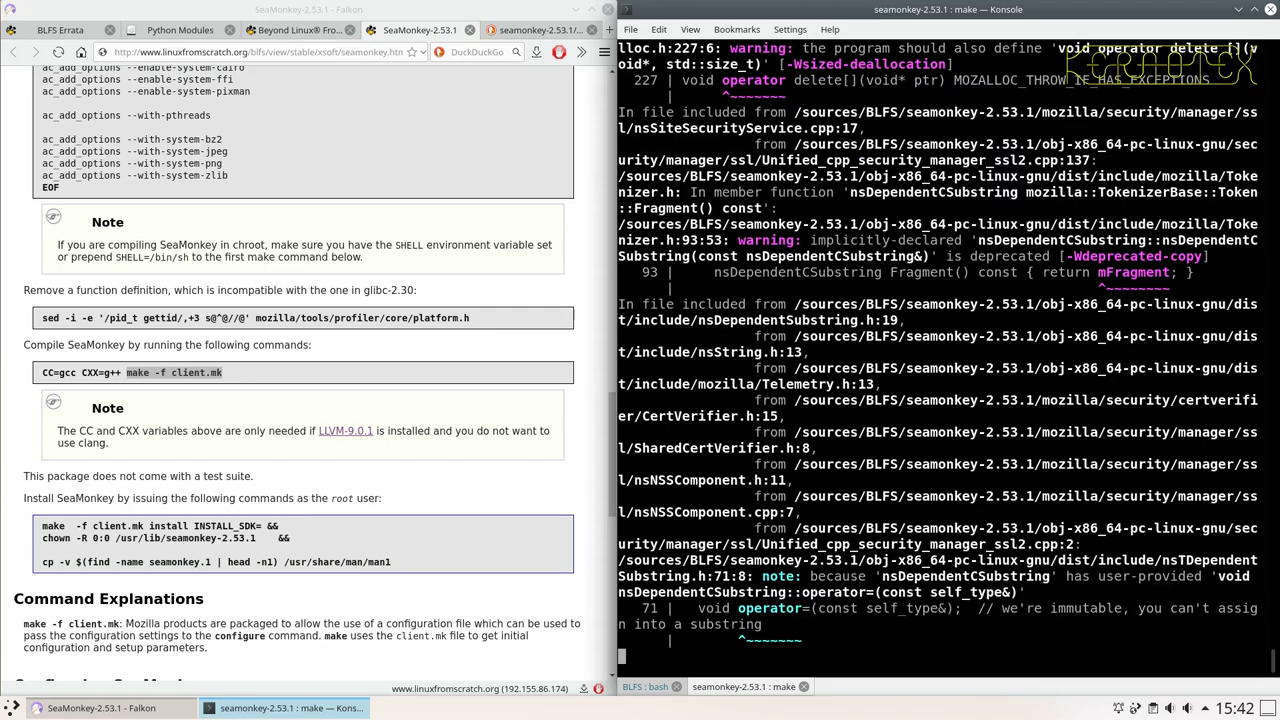 SeaMonkey-2.53.1 - Falkon
BLFS Errata
Python Modules
Beyond Linux® Fro...
SeaMonkey-2.53.1
seamonkey-2.53.1/...
http://www.linuxfromscratch.org/blfs/view/stable/xsoft/seamonkey.htm
DuckDuckGo
ac_add_options --enable-system-cairo
ac_add_options --enable-system-ffi
ac_add_options --enable-system-pixman
ac_add_options --with-pthreads
ac_add_options --with-system-bz2
ac_add_options --with-system-jpeg
ac_add_options --with-system-png
ac_add_options --with-system-zlib
EOF
Note
If you are compiling SeaMonkey in chroot, make sure you have the SHELL environment variable set
or prepend SHELL=/bin/sh to the first make command below.
Remove a function definition, which is incompatible with the one in glibc-2.30:
sed -i -e '/pid_t gettid/,+3 s@^@//@' mozilla/tools/profiler/core/platform.h
Compile SeaMonkey by running the following commands:
CC=gcc CXX=g++ make -f client.mk
Note
The CC and CXX variables above are only needed if LLVM-9.0.1 is installed and you do not want to
use clang.
This package does not come with a test suite.
Install SeaMonkey by issuing the following commands as the root user:
make  -f client.mk install INSTALL_SDK= &&
chown -R 0:0 /usr/lib/seamonkey-2.53.1    &&
cp -v $(find -name seamonkey.1 | head -n1) /usr/share/man/man1
Command Explanations
make -f client.mk: Mozilla products are packaged to allow the use of a configuration file which can be used to
pass the configuration settings to the configure command. make uses the client.mk file to get initial
configuration and setup parameters.
www.linuxfromscratch.org (192.155.86.174)
seamonkey-2.53.1 : make — Konsole
File Edit View Bookmarks Settings Help
lloc.h:227:6: warning: the program should also define 'void operator delete [](v
oid*, std::size_t)' [-Wsized-deallocation]
227 | void operator delete[](void* ptr) MOZALLOC_THROW_IF_HAS_EXCEPTIONS
| ^~~~~~~~
In file included from /sources/BLFS/seamonkey-2.53.1/mozilla/security/manager/ss
l/nsSiteSecurityService.cpp:17,
from /sources/BLFS/seamonkey-2.53.1/obj-x86_64-pc-linux-gnu/sec
urity/manager/ssl/Unified_cpp_security_manager_ssl2.cpp:137:
/sources/BLFS/seamonkey-2.53.1/obj-x86_64-pc-linux-gnu/dist/include/mozilla/Toke
nizer.h: In member function 'nsDependentCSubstring mozilla::TokenizerBase::Token
::Fragment() const':
/sources/BLFS/seamonkey-2.53.1/obj-x86_64-pc-linux-gnu/dist/include/mozilla/Toke
nizer.h:93:53: warning: implicitly-declared 'nsDependentCSubstring::nsDependentC
Substring(const nsDependentCSubstring&)' is deprecated [-Wdeprecated-copy]
93 |     nsDependentCSubstring Fragment() const { return mFragment; }
| ^~~~~~~~~
In file included from /sources/BLFS/seamonkey-2.53.1/obj-x86_64-pc-linux-gnu/dis
t/include/nsDependentSubstring.h:19,
from /sources/BLFS/seamonkey-2.53.1/obj-x86_64-pc-linux-gnu/dis
t/include/nsString.h:13,
from /sources/BLFS/seamonkey-2.53.1/obj-x86_64-pc-linux-gnu/dis
t/include/mozilla/Telemetry.h:13,
from /sources/BLFS/seamonkey-2.53.1/mozilla/security/certverifi
er/CertVerifier.h:15,
from /sources/BLFS/seamonkey-2.53.1/mozilla/security/manager/ss
l/SharedCertVerifier.h:8,
from /sources/BLFS/seamonkey-2.53.1/mozilla/security/manager/ss
l/nsNSSComponent.h:11,
from /sources/BLFS/seamonkey-2.53.1/mozilla/security/manager/ss
l/nsNSSComponent.cpp:7,
from /sources/BLFS/seamonkey-2.53.1/obj-x86_64-pc-linux-gnu/sec
urity/manager/ssl/Unified_cpp_security_manager_ssl2.cpp:2:
/sources/BLFS/seamonkey-2.53.1/obj-x86_64-pc-linux-gnu/dist/include/nsTDependent
Substring.h:71:8: note: because 'nsDependentCSubstring' has user-provided 'void
nsDependentCSubstring::operator=(const self_type&)'
71 |   void operator=(const self_type&);  // we're immutable, you can't assig
n into a substring
| ^~~~~~~~
BLFS : bash
seamonkey-2.53.1 : make
SeaMonkey-2.53.1 - Falkon
seamonkey-2.53.1 : make — Kons...
15:42